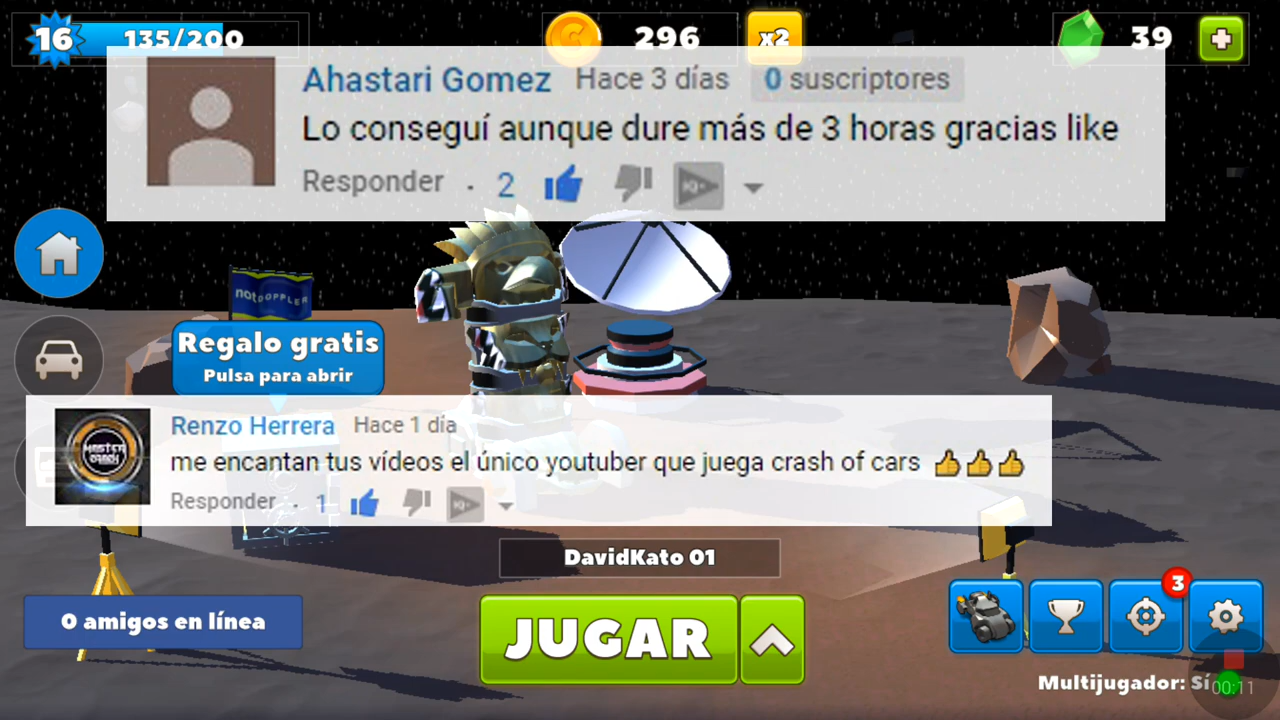 16 135/200 296 x2 39
Ahastari Gomez Hace 3 días 0 suscriptores
Lo conseguí aunque dure más de 3 horas gracias like
Responder · 2
notDOPPLER
Regalo gratis
Pulsa para abrir
Renzo Herrera Hace 1 día
me encantan tus vídeos el único youtuber que juega crash of cars 👍👍👍
Responder · 1
DavidKato 01
0 amigos en línea
JUGAR
3
Multijugador: Sí
00:11